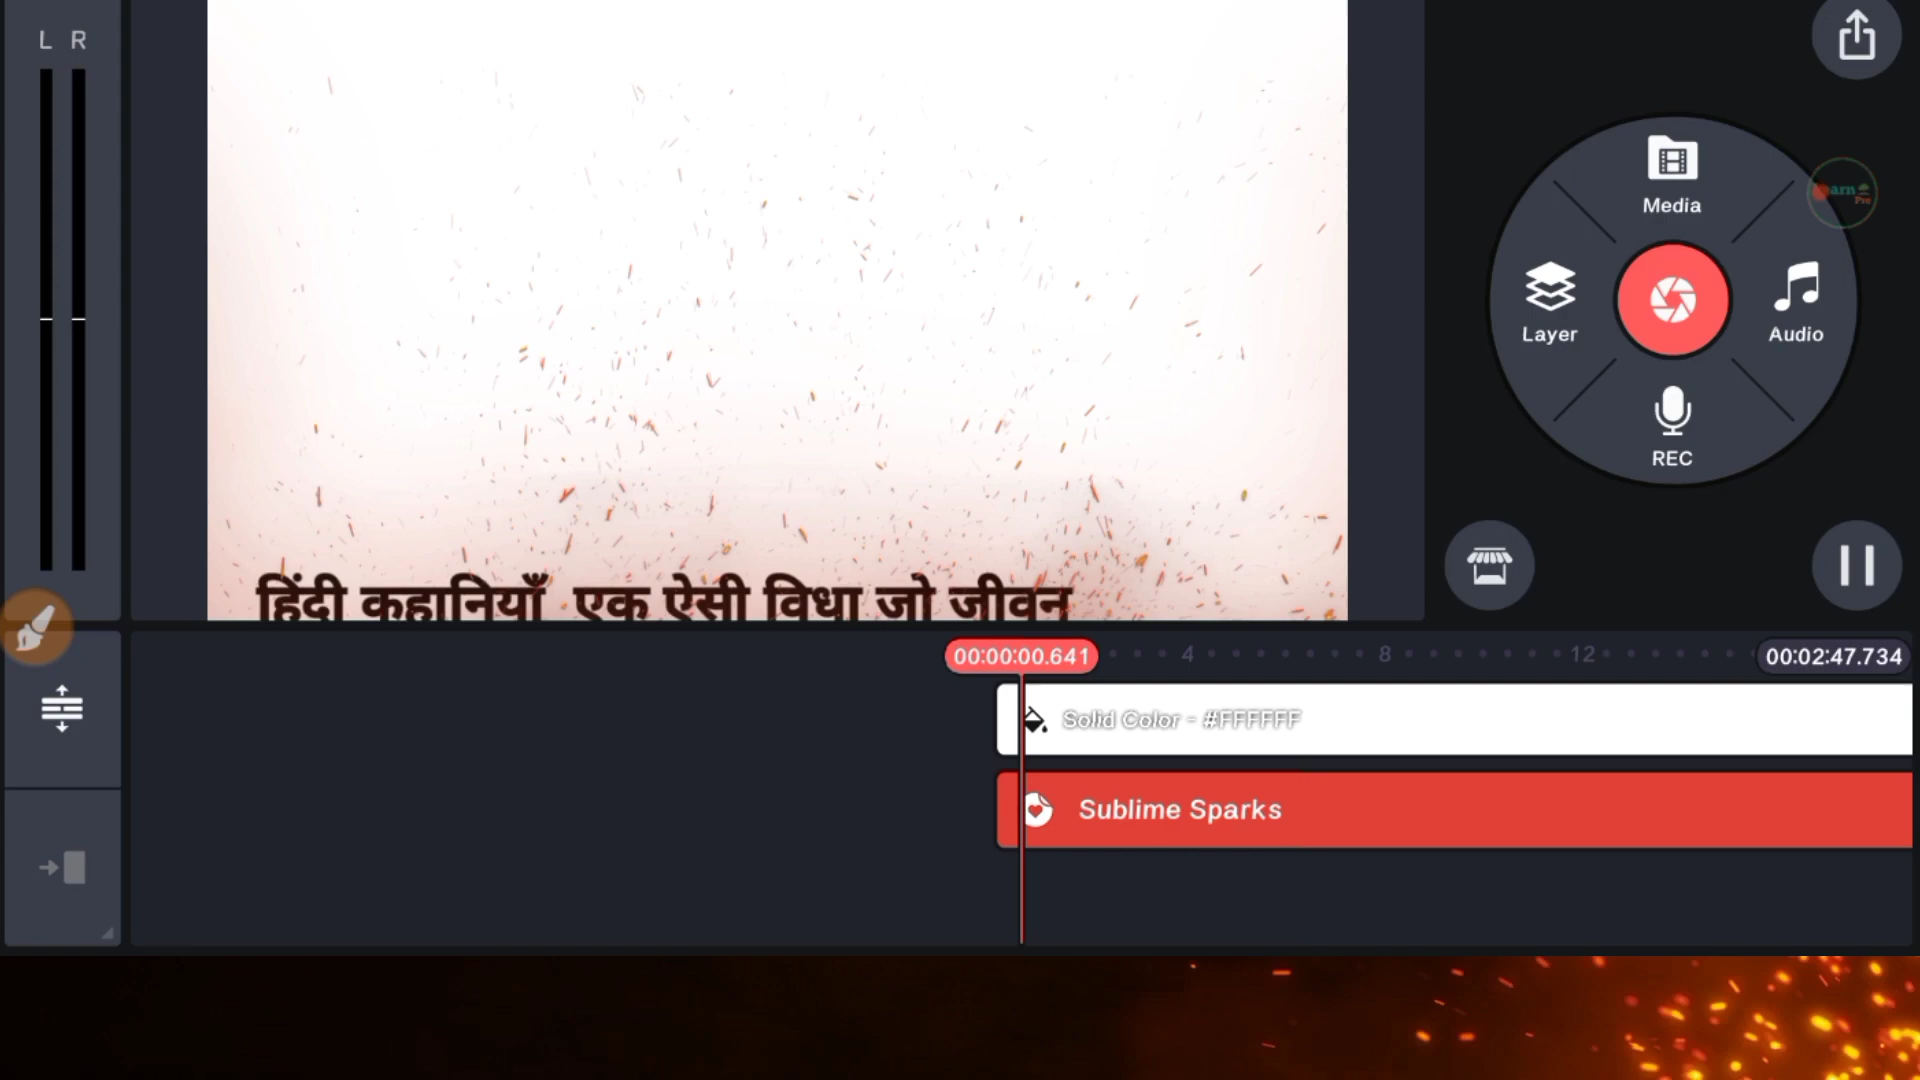 L R
Media
Layer
Audio
REC
हिंदी कहानियाँ एक ऐसी विधा जो जीवन
00:00:00.641 4 8 12 00:02:47.734
Solid Color - #FFFFFF
Sublime Sparks